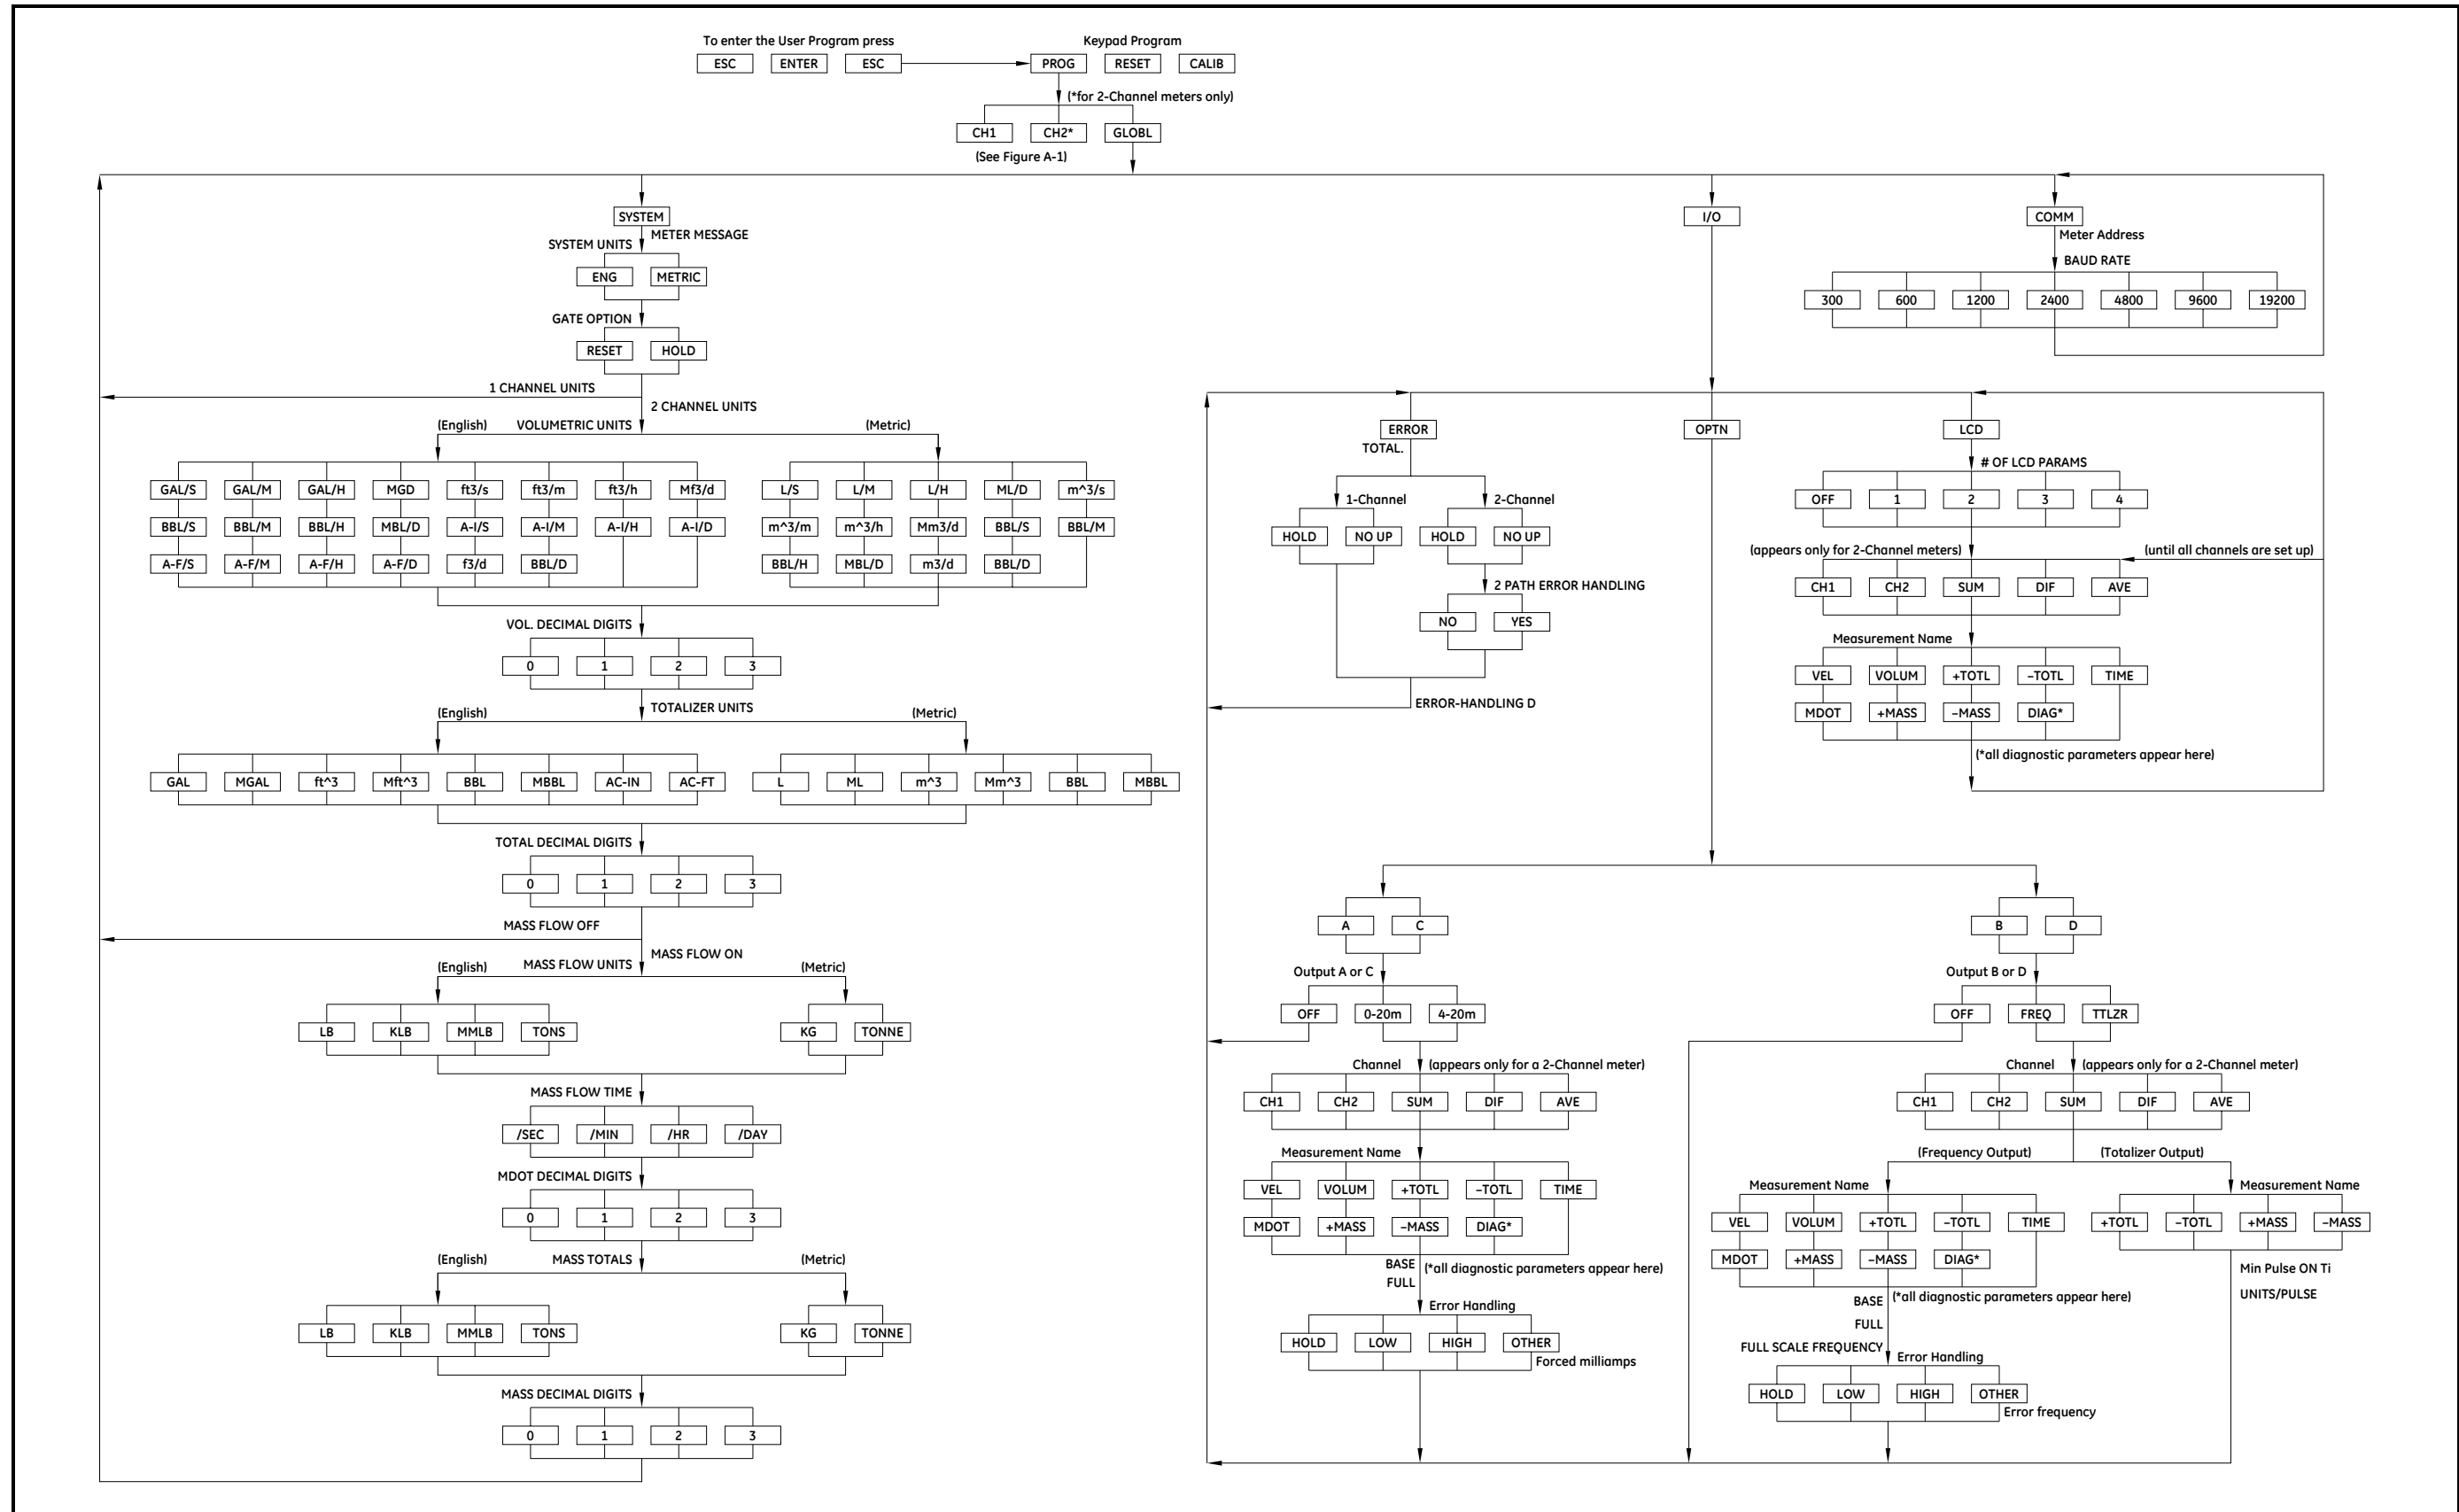 To enter the User Program press
Keypad Program
ESC ENTER ESC PROG RESET CALIB
(*for 2-Channel meters only)
CH1 CH2* GLOBL
(See Figure A-1)
SYSTEM
METER MESSAGE
SYSTEM UNITS
ENG METRIC
GATE OPTION
RESET HOLD
1 CHANNEL UNITS
2 CHANNEL UNITS
(English) VOLUMETRIC UNITS (Metric)
GAL/S GAL/M GAL/H MGD ft3/s ft3/m ft3/h Mf3/d
BBL/S BBL/M BBL/H MBL/D A-I/S A-I/M A-I/H A-I/D
A-F/S A-F/M A-F/H A-F/D f3/d BBL/D
L/S L/M L/H ML/D m^3/s
m^3/m m^3/h Mm3/d BBL/S BBL/M
BBL/H MBL/D m3/d BBL/D
VOL. DECIMAL DIGITS
0 1 2 3
TOTALIZER UNITS
(English) (Metric)
GAL MGAL ft^3 Mft^3 BBL MBBL AC-IN AC-FT
L ML m^3 Mm^3 BBL MBBL
TOTAL DECIMAL DIGITS
0 1 2 3
MASS FLOW OFF
MASS FLOW ON
(English) MASS FLOW UNITS (Metric)
LB KLB MMLB TONS KG TONNE
MASS FLOW TIME
/SEC /MIN /HR /DAY
MDOT DECIMAL DIGITS
0 1 2 3
(English) MASS TOTALS (Metric)
LB KLB MMLB TONS KG TONNE
MASS DECIMAL DIGITS
0 1 2 3
I/O
ERROR OPTN LCD
TOTAL.
1-Channel 2-Channel
HOLD NO UP HOLD NO UP
2 PATH ERROR HANDLING
NO YES
ERROR-HANDLING D
# OF LCD PARAMS
OFF 1 2 3 4
(appears only for 2-Channel meters) (until all channels are set up)
CH1 CH2 SUM DIF AVE
Measurement Name
VEL VOLUM +TOTL –TOTL TIME
MDOT +MASS –MASS DIAG*
(*all diagnostic parameters appear here)
COMM
Meter Address
BAUD RATE
300 600 1200 2400 4800 9600 19200
A C
Output A or C
OFF 0-20m 4-20m
Channel (appears only for a 2-Channel meter)
CH1 CH2 SUM DIF AVE
Measurement Name
VEL VOLUM +TOTL –TOTL TIME
MDOT +MASS –MASS DIAG*
BASE (*all diagnostic parameters appear here)
FULL
Error Handling
HOLD LOW HIGH OTHER
Forced milliamps
B D
Output B or D
OFF FREQ TTLZR
Channel (appears only for a 2-Channel meter)
CH1 CH2 SUM DIF AVE
(Frequency Output) (Totalizer Output)
Measurement Name
VEL VOLUM +TOTL –TOTL TIME
MDOT +MASS –MASS DIAG*
BASE (*all diagnostic parameters appear here)
FULL
FULL SCALE FREQUENCY
Error Handling
HOLD LOW HIGH OTHER
Error frequency
Measurement Name
+TOTL –TOTL +MASS –MASS
Min Pulse ON Ti
UNITS/PULSE